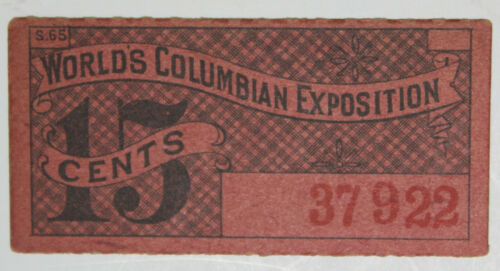 S.65
WORLD'S COLUMBIAN EXPOSITION
15
CENTS
37922